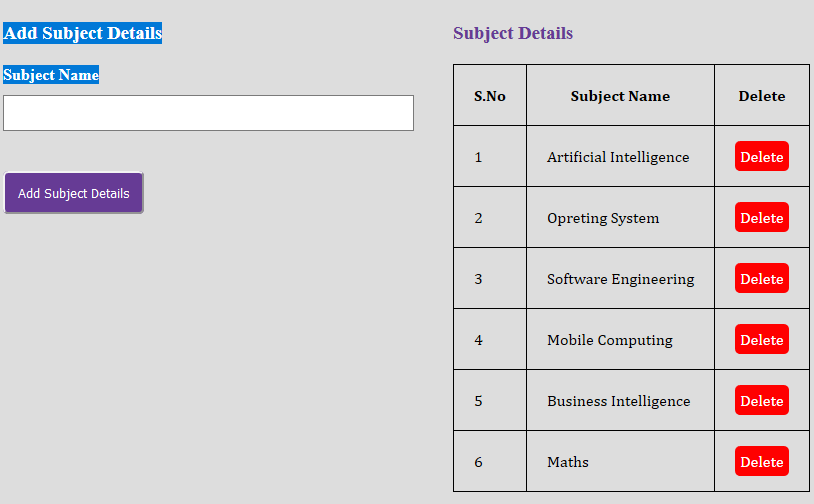 Add Subject Details
Subject Name
Add Subject Details
Subject Details
S.No Subject Name Delete
1 Artificial Intelligence Delete
2 Opreting System Delete
3 Software Engineering Delete
4 Mobile Computing Delete
5 Business Intelligence Delete
6 Maths Delete